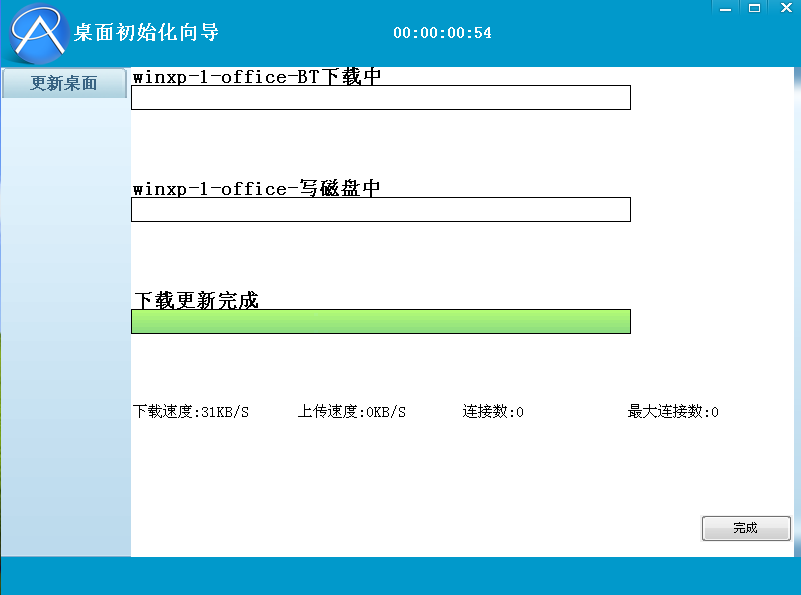 桌面初始化向导
00:00:00:54
更新桌面
winxp-1-office-BT下载中
winxp-1-office-写磁盘中
下载更新完成
下载速度:31KB/S 上传速度:0KB/S 连接数:0 最大连接数:0
完成